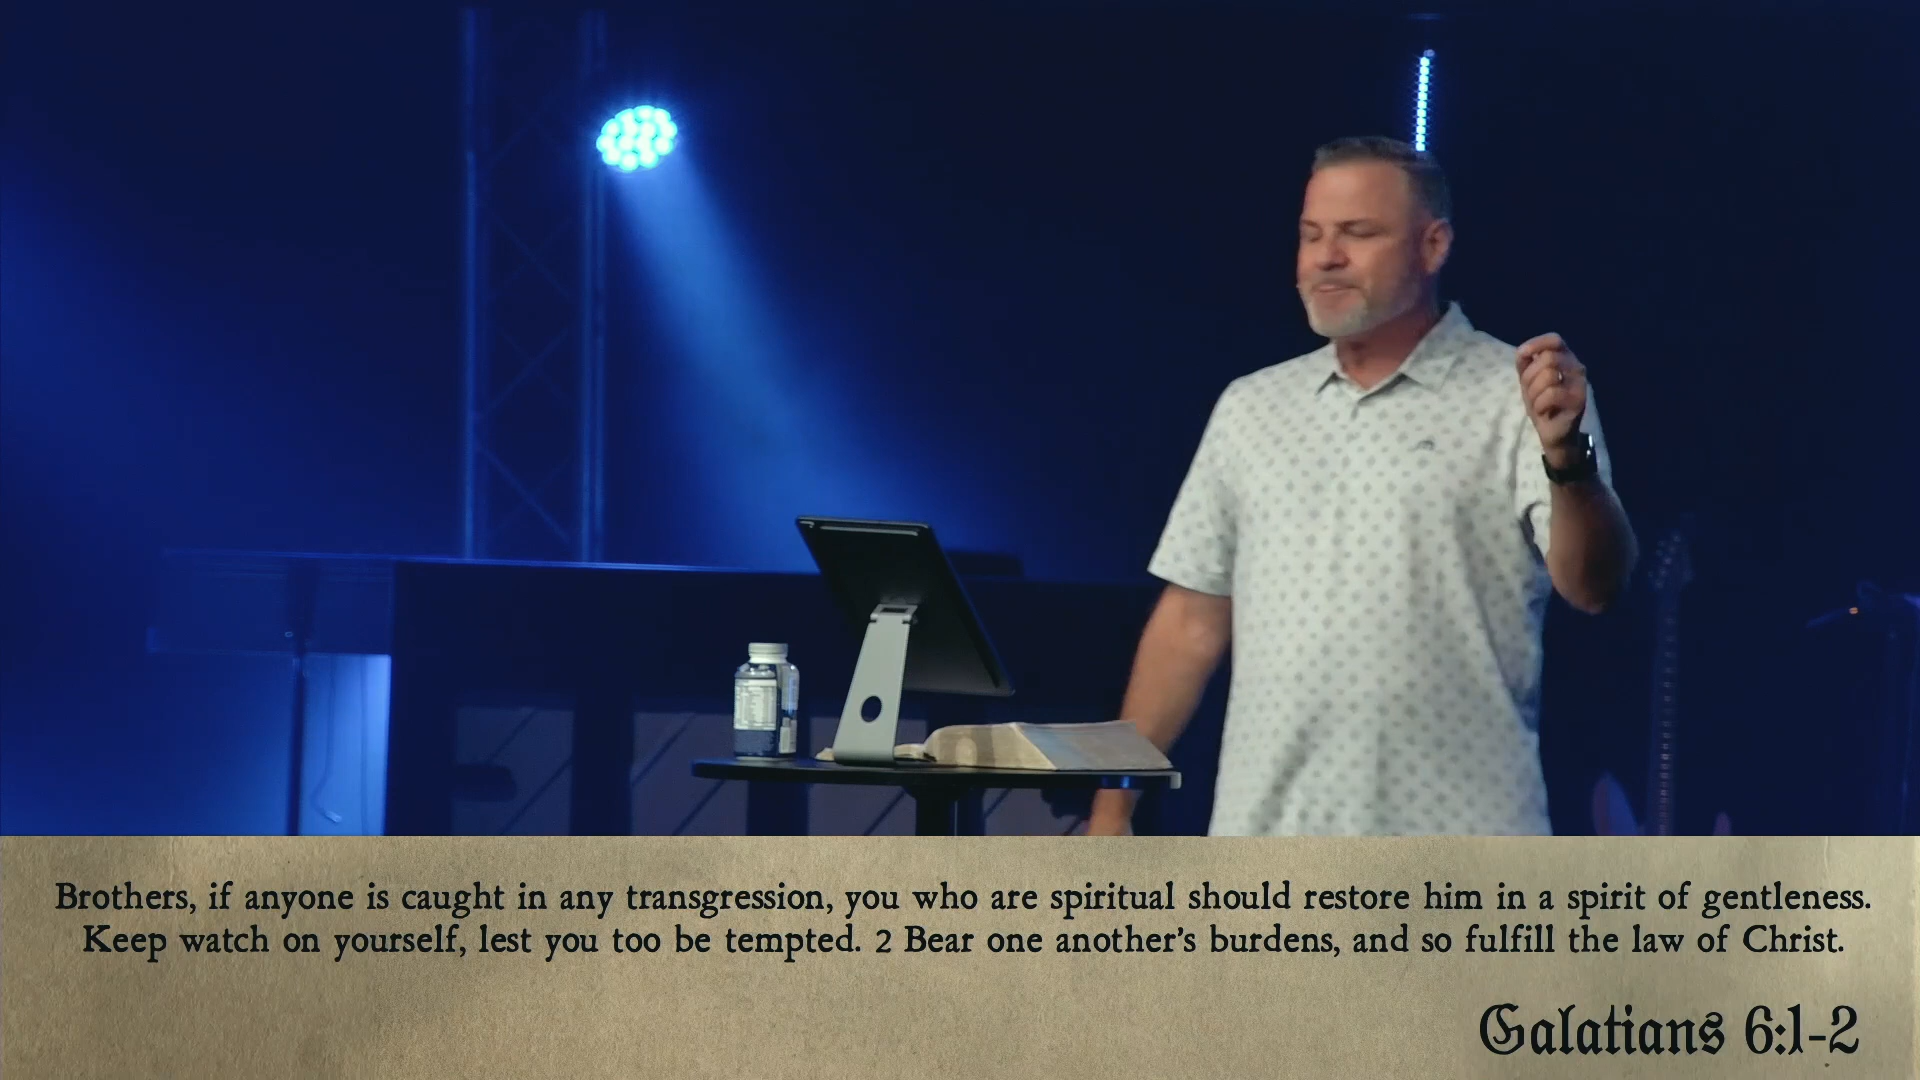 Brothers, if anyone is caught in any transgression, you who are spiritual should restore him in a spirit of gentleness.
Keep watch on yourself, lest you too be tempted. 2 Bear one another's burdens, and so fulfill the law of Christ.
Galatians 6:1-2